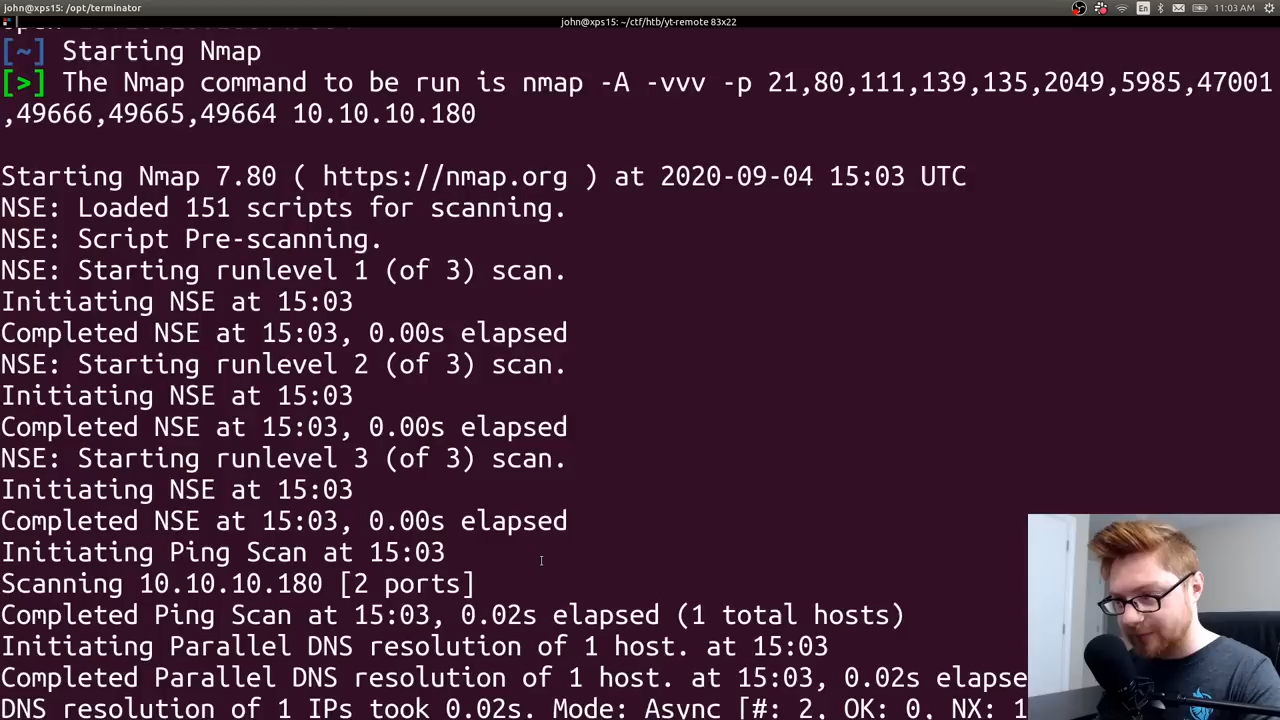 john@xps15: /opt/terminator
En
11:03 AM
john@xps15: ~/ctf/htb/yt-remote 83x22
[~] Starting Nmap
[>] The Nmap command to be run is nmap -A -vvv -p 21,80,111,139,135,2049,5985,47001
,49666,49665,49664 10.10.10.180
Starting Nmap 7.80 ( https://nmap.org ) at 2020-09-04 15:03 UTC
NSE: Loaded 151 scripts for scanning.
NSE: Script Pre-scanning.
NSE: Starting runlevel 1 (of 3) scan.
Initiating NSE at 15:03
Completed NSE at 15:03, 0.00s elapsed
NSE: Starting runlevel 2 (of 3) scan.
Initiating NSE at 15:03
Completed NSE at 15:03, 0.00s elapsed
NSE: Starting runlevel 3 (of 3) scan.
Initiating NSE at 15:03
Completed NSE at 15:03, 0.00s elapsed
Initiating Ping Scan at 15:03
Scanning 10.10.10.180 [2 ports]
Completed Ping Scan at 15:03, 0.02s elapsed (1 total hosts)
Initiating Parallel DNS resolution of 1 host. at 15:03
Completed Parallel DNS resolution of 1 host. at 15:03, 0.02s elapse
DNS resolution of 1 IPs took 0.02s. Mode: Async [#: 2, OK: 0, NX: 1